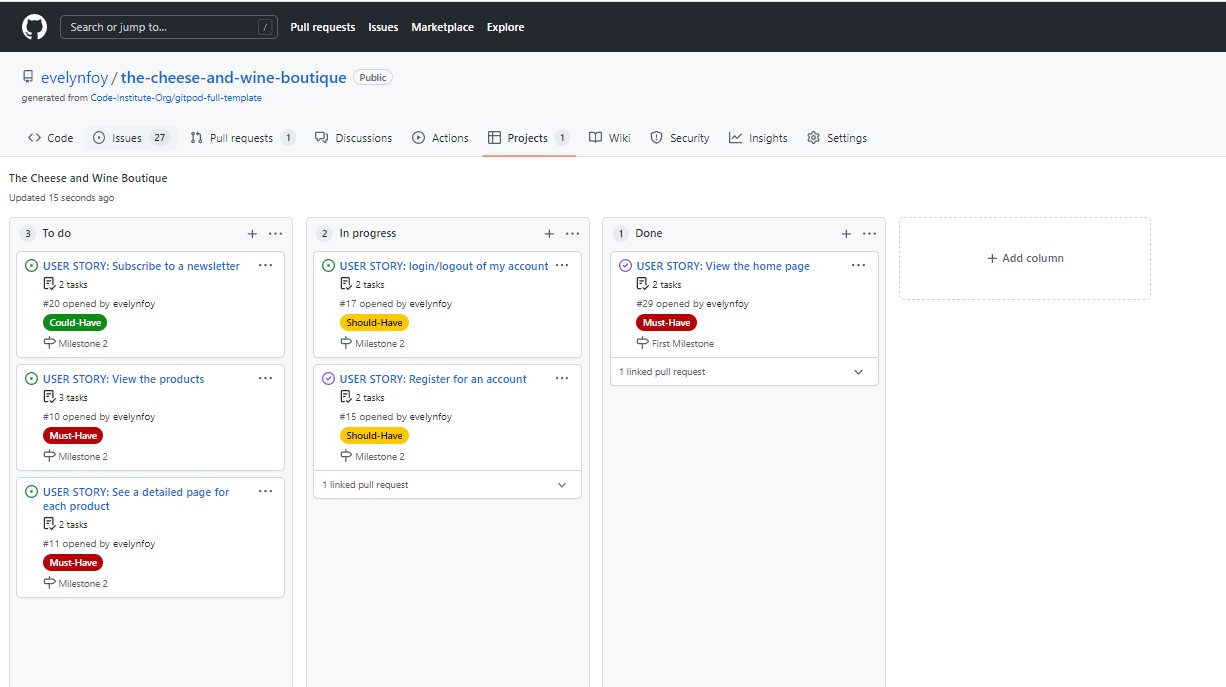 Search or jump to... /
Pull requests Issues Marketplace Explore
evelynfoy / the-cheese-and-wine-boutique Public
generated from Code-Institute-Org/gitpod-full-template
Code Issues 27 Pull requests 1 Discussions Actions Projects 1 Wiki Security Insights Settings
The Cheese and Wine Boutique
Updated 15 seconds ago
3 To do
USER STORY: Subscribe to a newsletter
2 tasks
#20 opened by evelynfoy
Could-Have
Milestone 2
USER STORY: View the products
3 tasks
#10 opened by evelynfoy
Must-Have
Milestone 2
USER STORY: See a detailed page for
each product
2 tasks
#11 opened by evelynfoy
Must-Have
Milestone 2
2 In progress
USER STORY: login/logout of my account
2 tasks
#17 opened by evelynfoy
Should-Have
Milestone 2
USER STORY: Register for an account
2 tasks
#15 opened by evelynfoy
Should-Have
Milestone 2
1 linked pull request
1 Done
USER STORY: View the home page
2 tasks
#29 opened by evelynfoy
Must-Have
First Milestone
1 linked pull request
+ Add column